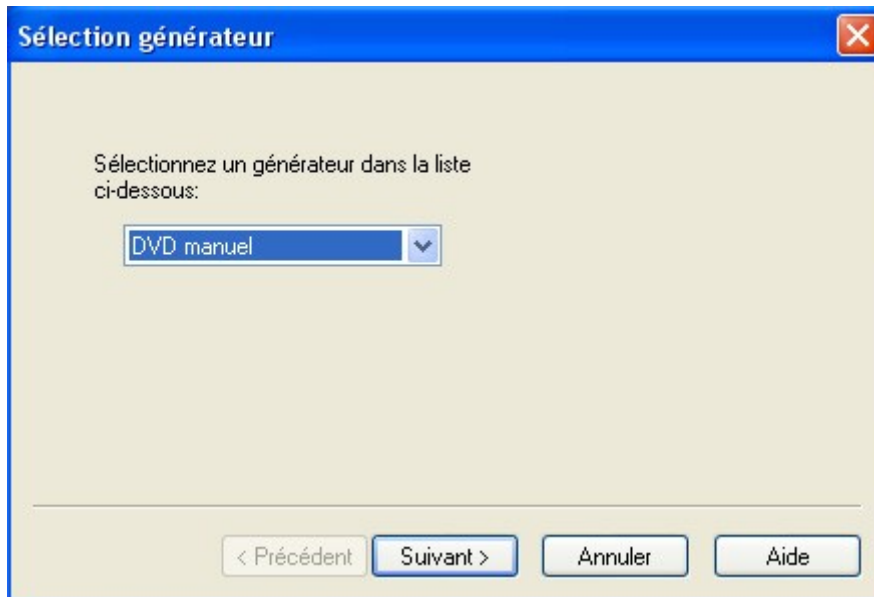 Sélection générateur
Sélectionnez un générateur dans la liste
ci-dessous:
DVD manuel
< Précédent Suivant > Annuler Aide